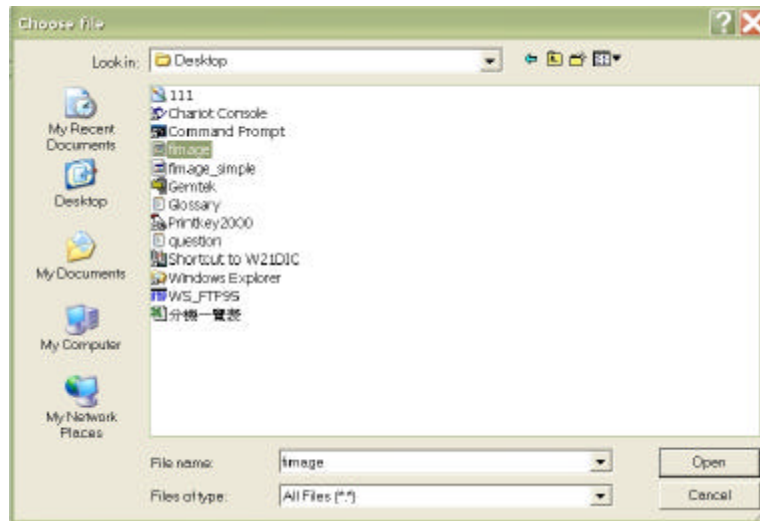 Choose file
Look in: Desktop
My Recent
Documents
Desktop
My Documents
My Computer
My Network
Places
111
Chariot Console
Command Prompt
fimage
fimage_simple
Gemtek
Glossary
Printkey2000
question
Shortcut to W21DIC
Windows Explorer
WS_FTP95
分機一覽表
File name: fimage Open
Files of type: All Files (*.*) Cancel